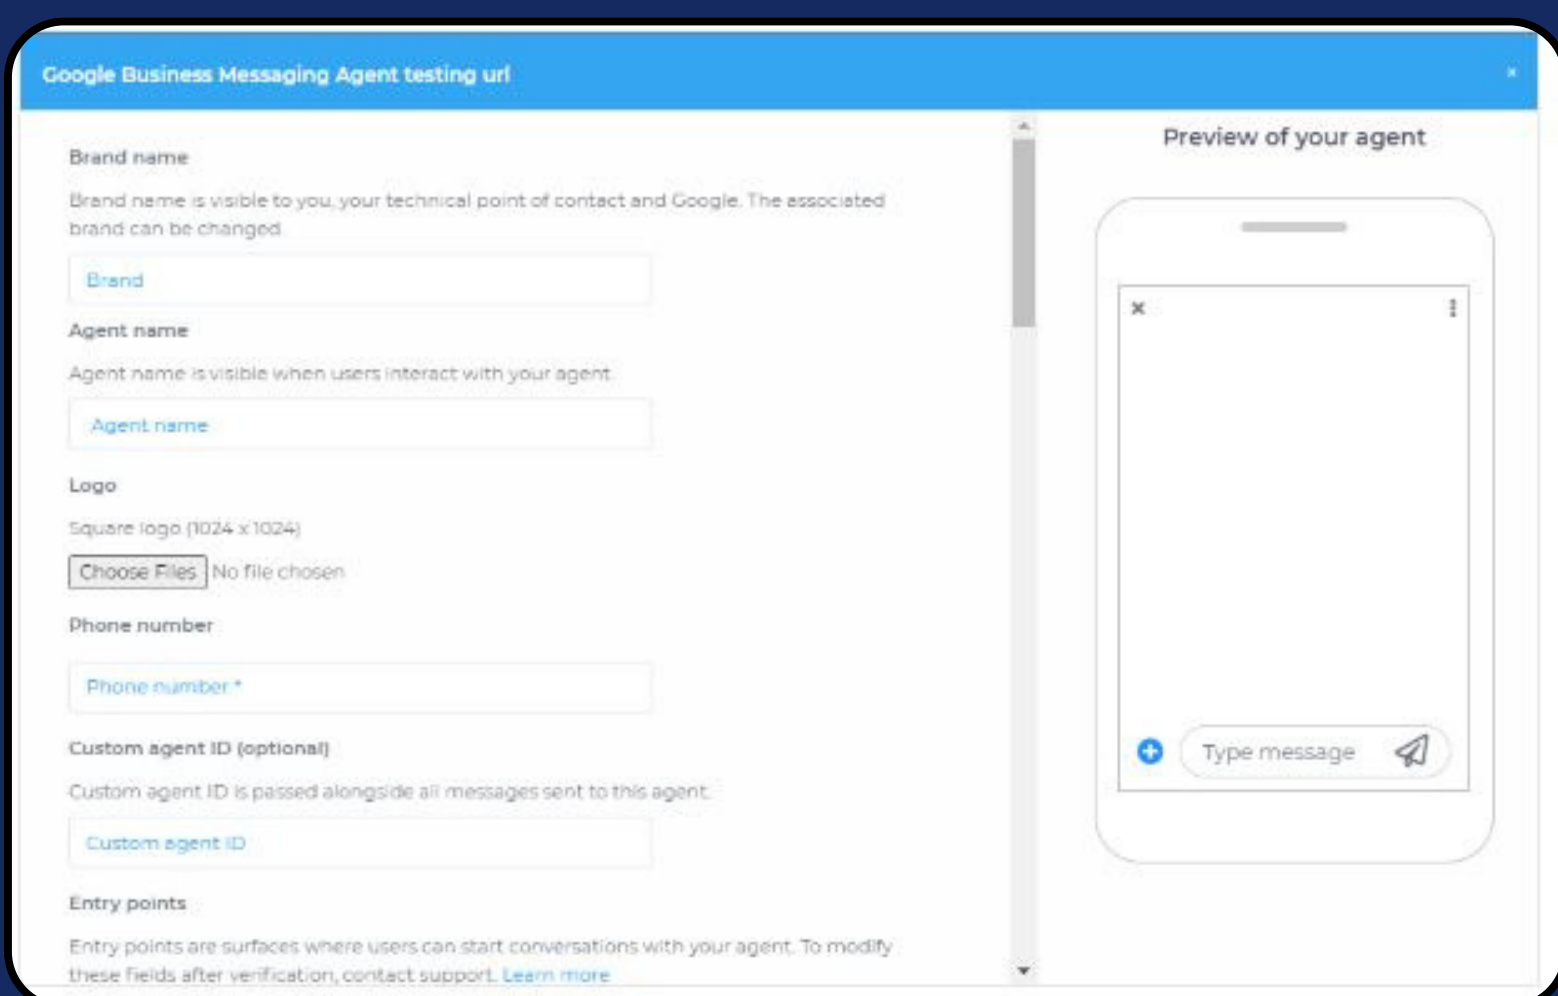 Google Business Messaging Agent testing url
×
Brand name
Brand name is visible to you, your technical point of contact and Google. The associated
brand can be changed.
Brand
Agent name
Agent name is visible when users interact with your agent.
Agent name
Logo
Square logo (1024 x 1024)
Choose Files No file chosen
Phone number
Phone number *
Custom agent ID (optional)
Custom agent ID is passed alongside all messages sent to this agent.
Custom agent ID
Entry points
Entry points are surfaces where users can start conversations with your agent. To modify
these fields after verification, contact support. Learn more
Preview of your agent
Type message